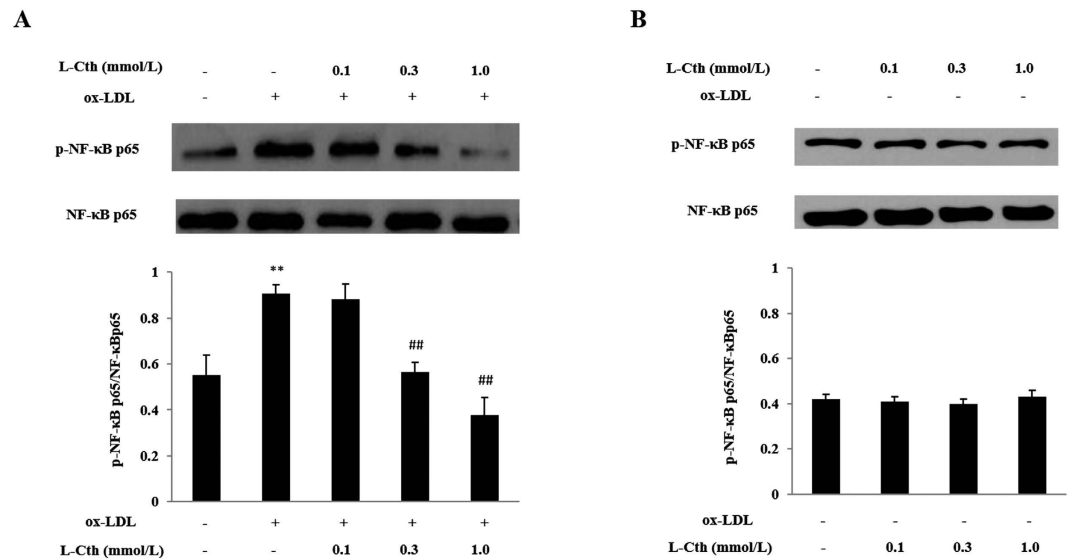 A
L-Cth (mmol/L) - - 0.1 0.3 1.0
ox-LDL - + + + +
p-NF-κB p65
NF-κB p65
p-NF-κB p65/NF-κBp65
1
0.8
0.6
0.4
0.2
0
**
##
##
ox-LDL - + + + +
L-Cth (mmol/L) - - 0.1 0.3 1.0
B
L-Cth (mmol/L) - 0.1 0.3 1.0
ox-LDL - - - -
p-NF-κB p65
NF-κB p65
p-NF-κB p65/NF-κBp65
1
0.8
0.6
0.4
0.2
0
ox-LDL - - - -
L-Cth (mmol/L) - 0.1 0.3 1.0